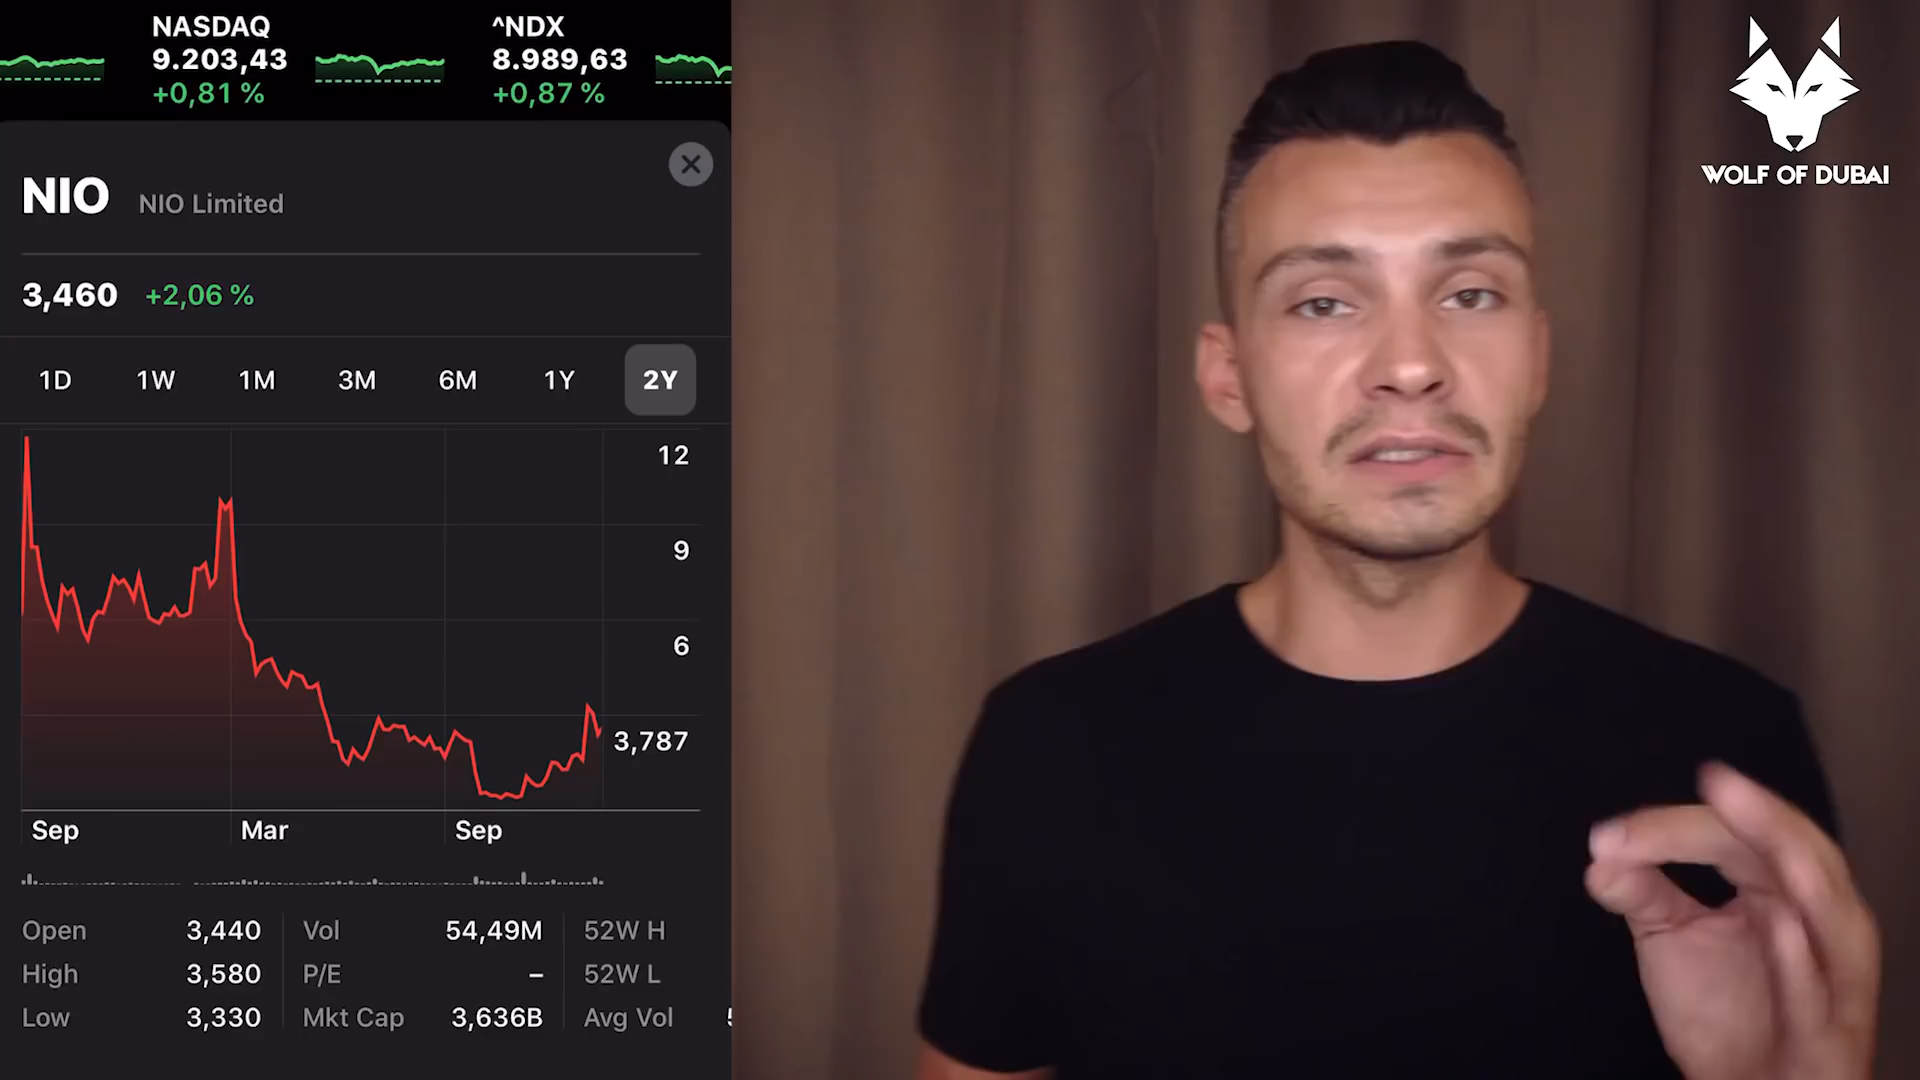 NASDAQ
9.203,43
+0,81 %
^NDX
8.989,63
+0,87 %
NIO NIO Limited
3,460 +2,06 %
1D 1W 1M 3M 6M 1Y 2Y
12
9
6
3,787
Sep Mar Sep
Open 3,440 Vol 54,49M 52W H
High 3,580 P/E – 52W L
Low 3,330 Mkt Cap 3,636B Avg Vol
WOLF OF DUBAI